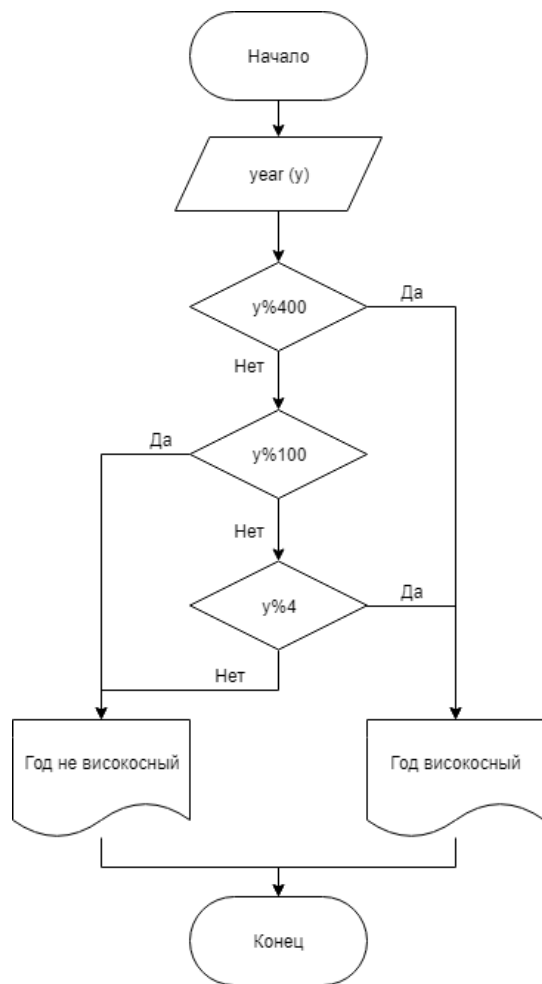 Начало
year (y)
y%400
Да
Нет
y%100
Да
Нет
y%4
Да
Нет
Год не високосный
Год високосный
Конец